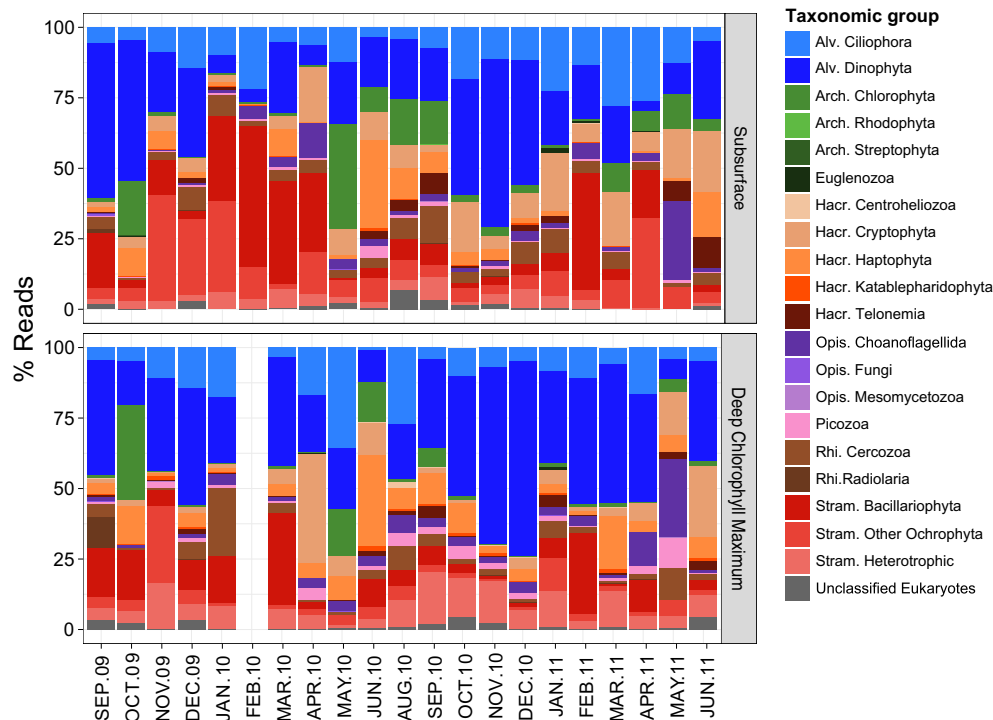 % Reads
100
75
50
25
0
Subsurface
100
75
50
25
0
Deep Chlorophyll Maximum
SEP.09
OCT.09
NOV.09
DEC.09
JAN.10
FEB.10
MAR.10
APR.10
MAY.10
JUN.10
AUG.10
SEP.10
OCT.10
NOV.10
DEC.10
JAN.11
FEB.11
MAR.11
APR.11
MAY.11
JUN.11
Taxonomic group
Alv. Ciliophora
Alv. Dinophyta
Arch. Chlorophyta
Arch. Rhodophyta
Arch. Streptophyta
Euglenozoa
Hacr. Centroheliozoa
Hacr. Cryptophyta
Hacr. Haptophyta
Hacr. Katablepharidophyta
Hacr. Telonemia
Opis. Choanoflagellida
Opis. Fungi
Opis. Mesomycetozoa
Picozoa
Rhi. Cercozoa
Rhi.Radiolaria
Stram. Bacillariophyta
Stram. Other Ochrophyta
Stram. Heterotrophic
Unclassified Eukaryotes